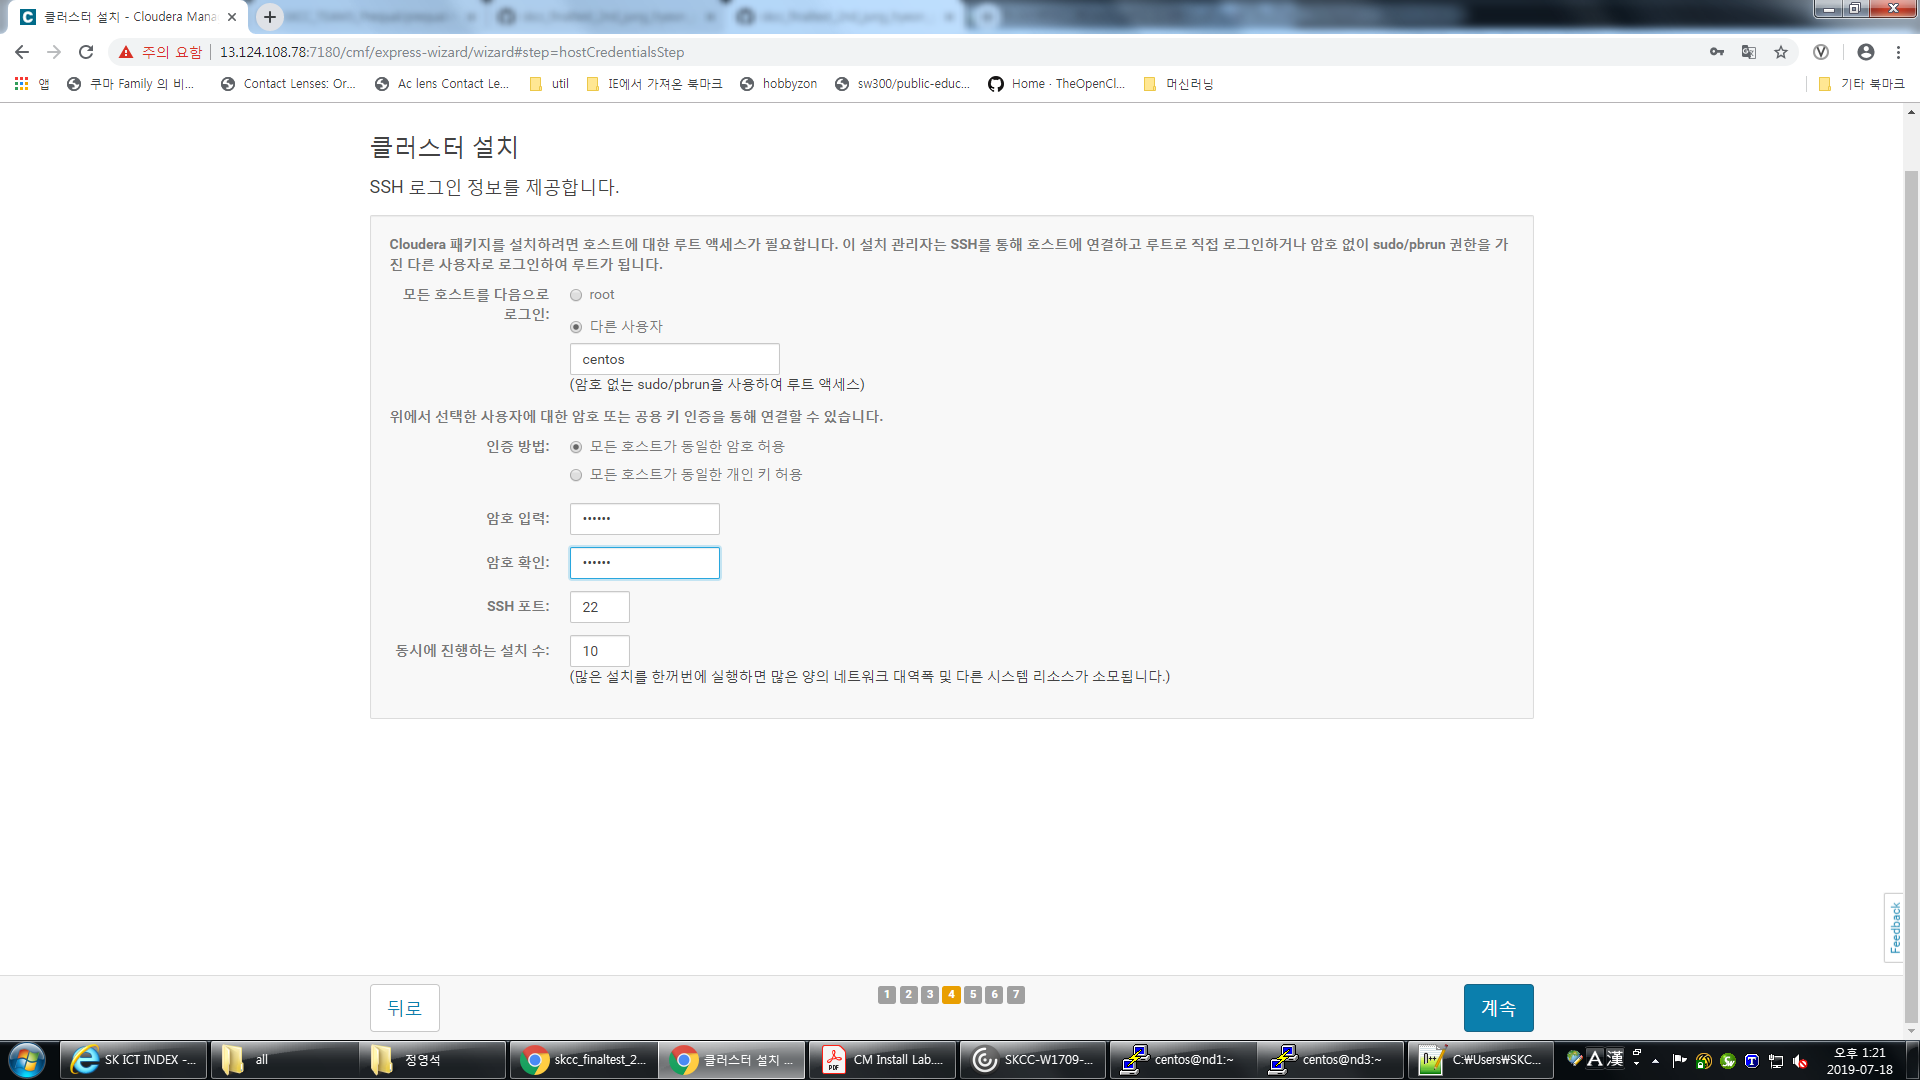 클러스터 설치 - Cloudera Mana
주의 요함
13.124.108.78:7180/cmf/express-wizard/wizard#step=hostCredentialsStep
앱
쿠마 Family 의 비...
Contact Lenses: Or...
Ac lens Contact Le...
util
IE에서 가져온 북마크
hobbyzon
sw300/public-educ...
Home · TheOpenCl...
머신러닝
기타 북마크
클러스터 설치
SSH 로그인 정보를 제공합니다.
Cloudera 패키지를 설치하려면 호스트에 대한 루트 액세스가 필요합니다. 이 설치 관리자는 SSH를 통해 호스트에 연결하고 루트로 직접 로그인하거나 암호 없이 sudo/pbrun 권한을 가
진 다른 사용자로 로그인하여 루트가 됩니다.
모든 호스트를 다음으로
로그인:
root
다른 사용자
centos
(암호 없는 sudo/pbrun을 사용하여 루트 액세스)
위에서 선택한 사용자에 대한 암호 또는 공용 키 인증을 통해 연결할 수 있습니다.
인증 방법:
모든 호스트가 동일한 암호 허용
모든 호스트가 동일한 개인 키 허용
암호 입력:
••••••
암호 확인:
••••••
SSH 포트:
22
동시에 진행하는 설치 수:
10
(많은 설치를 한꺼번에 실행하면 많은 양의 네트워크 대역폭 및 다른 시스템 리소스가 소모됩니다.)
Feedback
뒤로
1 2 3 4 5 6 7
계속
SK ICT INDEX -...
all
정영석
skcc_finaltest_2...
클러스터 설치 ...
CM Install Lab....
SKCC-W1709-...
centos@nd1:~
centos@nd3:~
C:₩Users₩SKC...
A 漢
오후 1:21
2019-07-18